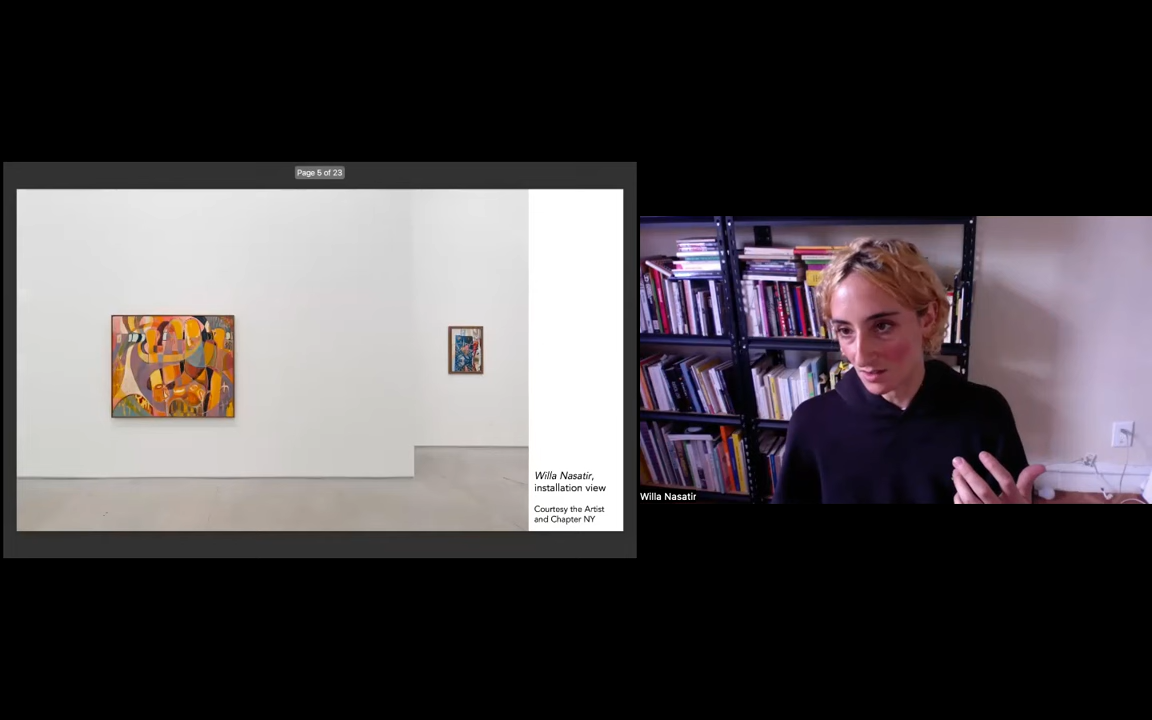 Page 5 of 23
Willa Nasatir,
installation view
Courtesy the Artist
and Chapter NY
Willa Nasatir